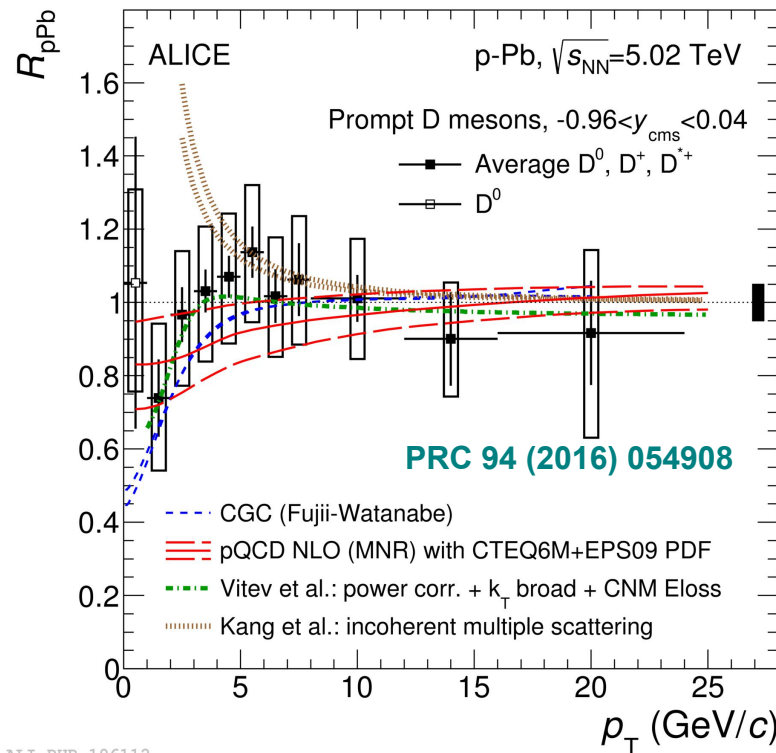 R_pPb
ALICE
p-Pb, √s_NN=5.02 TeV
Prompt D mesons, -0.96<y_cms<0.04
Average D⁰, D⁺, D*⁺
D⁰
1.6
1.4
1.2
1
0.8
0.6
0.4
0.2
0
PRC 94 (2016) 054908
CGC (Fujii-Watanabe)
pQCD NLO (MNR) with CTEQ6M+EPS09 PDF
Vitev et al.: power corr. + k_T broad + CNM Eloss
Kang et al.: incoherent multiple scattering
0 5 10 15 20 25
p_T (GeV/c)